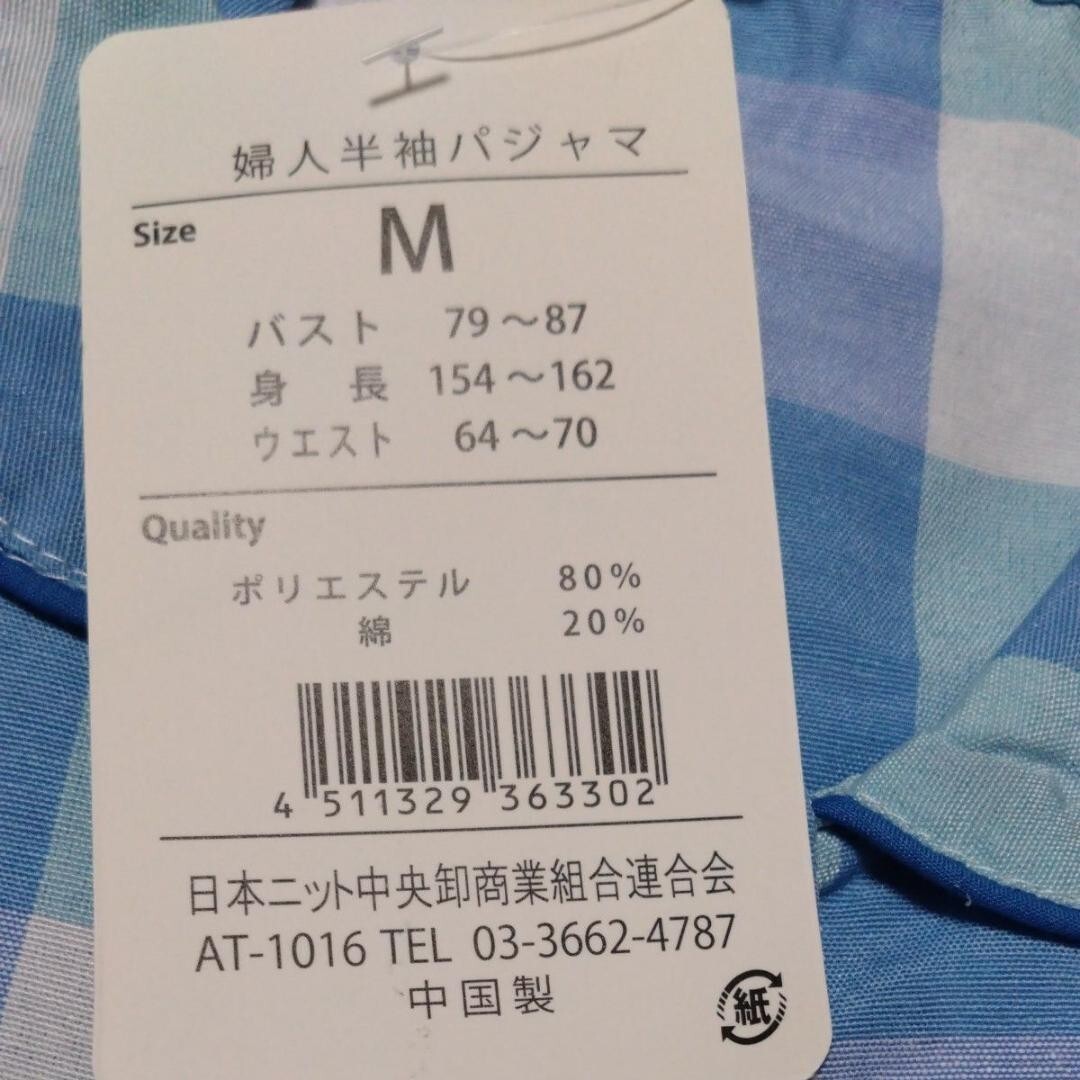 婦人半袖パジャマ
Size M
バスト 79～87
身長 154～162
ウエスト 64～70
Quality
ポリエステル 80%
綿 20%
4 511329 363302
日本ニット中央卸商業組合連合会
AT-1016 TEL 03-3662-4787
中国製
紙